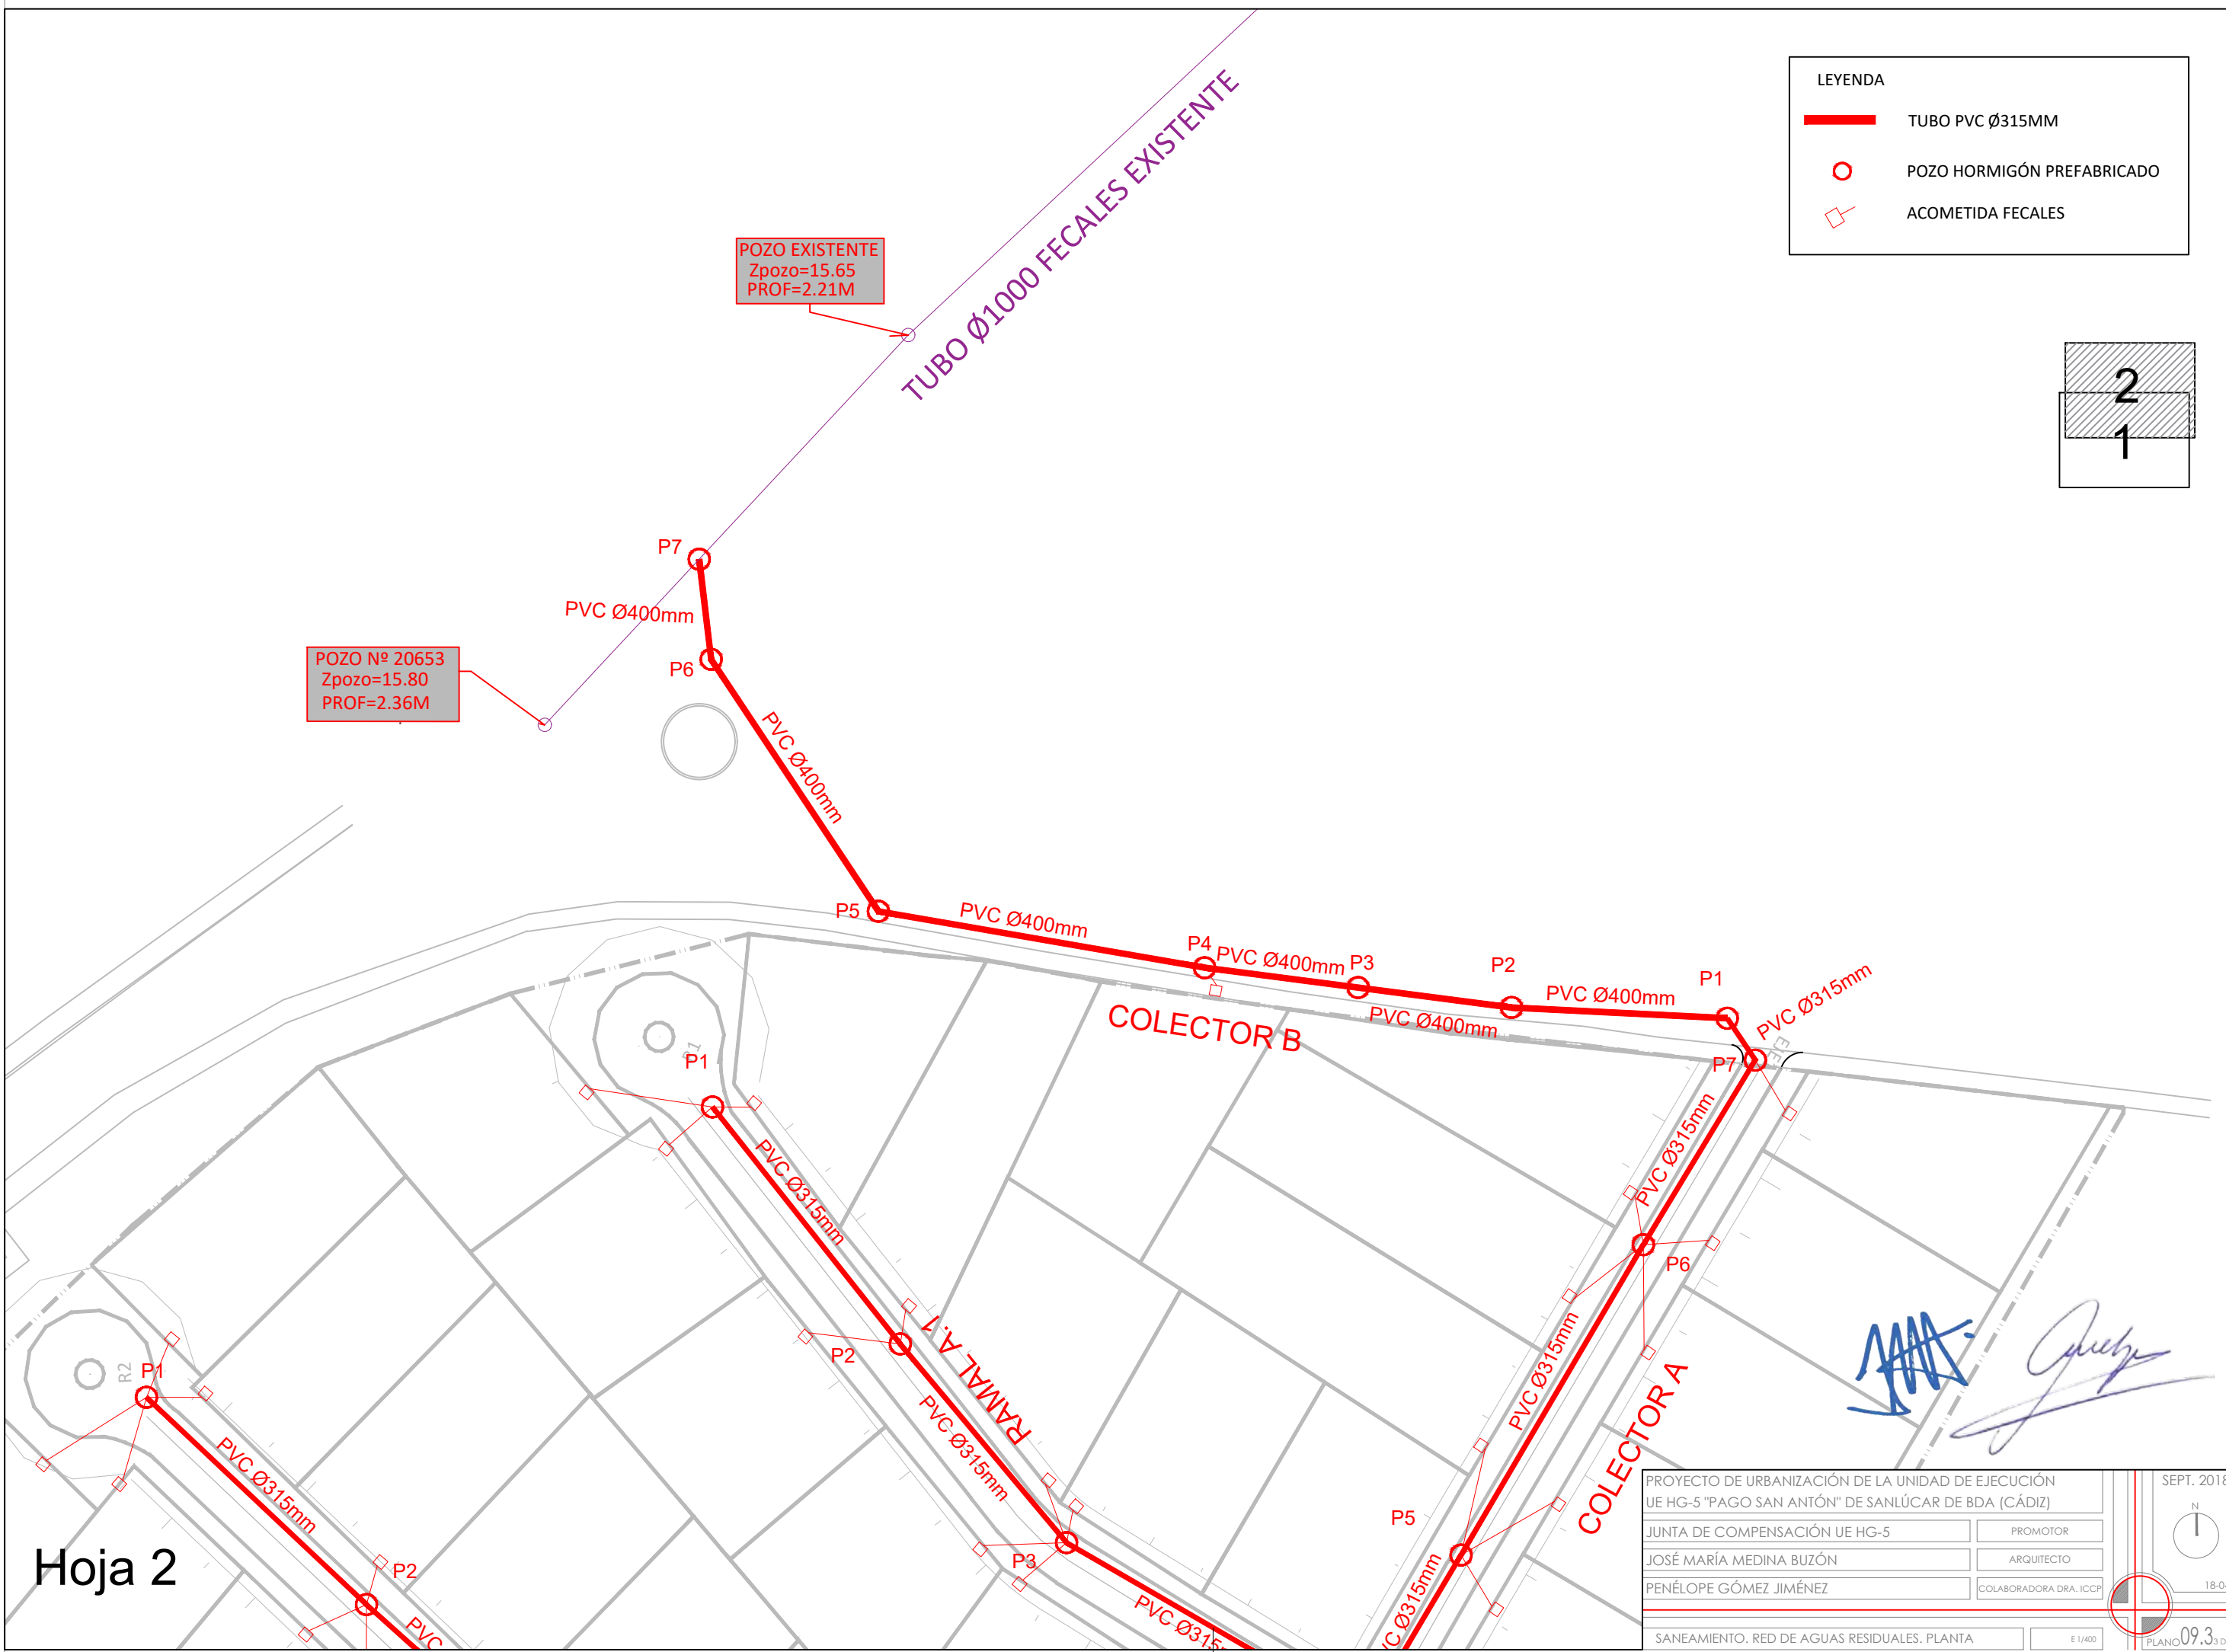 LEYENDA
TUBO PVC Ø315MM
POZO HORMIGÓN PREFABRICADO
ACOMETIDA FECALES
TUBO Ø1000 FECALES EXISTENTE
POZO EXISTENTE
Zpozo=15.65
PROF=2.21M
2
1
P7
PVC Ø400mm
P6
POZO Nº 20653
Zpozo=15.80
PROF=2.36M
PVC Ø400mm
P5
PVC Ø400mm
P4
PVC Ø400mm
P3
P2
PVC Ø400mm
P1
PVC Ø315mm
COLECTOR B
PVC Ø400mm
EJE
P7
R1
P1
PVC Ø315mm
PVC Ø315mm
P6
P2
RAMAL A.1
PVC Ø315mm
COLECTOR A
R2
P1
PVC Ø315mm
PVC Ø315mm
P5
P3
P2
PVC Ø315mm
PVC
Hoja 2
PROYECTO DE URBANIZACIÓN DE LA UNIDAD DE EJECUCIÓN
UE HG-5 "PAGO SAN ANTÓN" DE SANLÚCAR DE BDA (CÁDIZ)
SEPT. 2018
N
JUNTA DE COMPENSACIÓN UE HG-5
PROMOTOR
JOSÉ MARÍA MEDINA BUZÓN
ARQUITECTO
PENÉLOPE GÓMEZ JIMÉNEZ
COLABORADORA DRA. ICCP
SANEAMIENTO. RED DE AGUAS RESIDUALES. PLANTA
E 1/400
PLANO 09.3